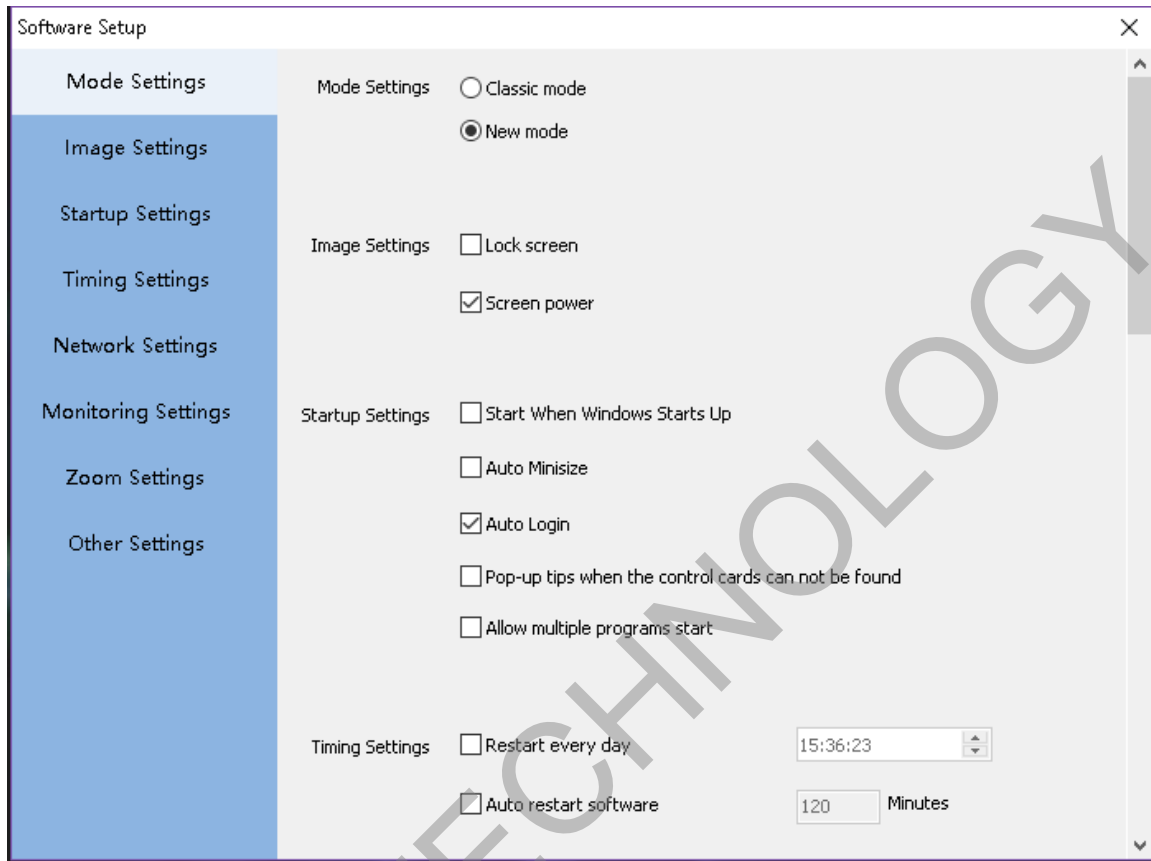 Software Setup
Mode Settings
Image Settings
Startup Settings
Timing Settings
Network Settings
Monitoring Settings
Zoom Settings
Other Settings
Mode Settings
Classic mode
New mode
Image Settings
Lock screen
Screen power
Startup Settings
Start When Windows Starts Up
Auto Minisize
Auto Login
Pop-up tips when the control cards can not be found
Allow multiple programs start
Timing Settings
Restart every day 15:36:23
Auto restart software 120 Minutes
TECHNOLOGY